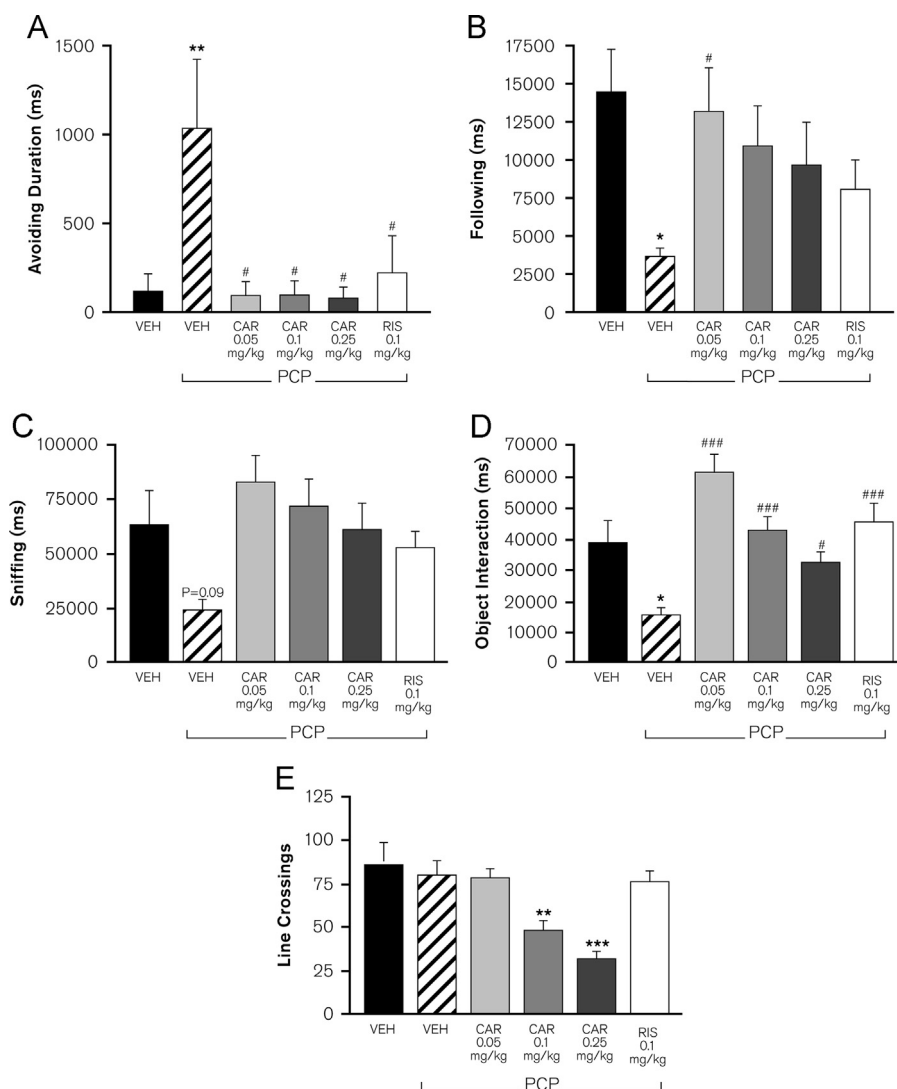 A
Avoiding Duration (ms)
1500
1000
500
0
**
#
#
#
#
VEH
VEH
CAR
0.05
mg/kg
CAR
0.1
mg/kg
CAR
0.25
mg/kg
RIS
0.1
mg/kg
PCP
B
Following (ms)
17500
15000
12500
10000
7500
5000
2500
0
*
#
VEH
VEH
CAR
0.05
mg/kg
CAR
0.1
mg/kg
CAR
0.25
mg/kg
RIS
0.1
mg/kg
PCP
C
Sniffing (ms)
100000
75000
50000
25000
0
P=0.09
VEH
VEH
CAR
0.05
mg/kg
CAR
0.1
mg/kg
CAR
0.25
mg/kg
RIS
0.1
mg/kg
PCP
D
Object Interaction (ms)
70000
60000
50000
40000
30000
20000
10000
0
*
###
###
#
###
VEH
VEH
CAR
0.05
mg/kg
CAR
0.1
mg/kg
CAR
0.25
mg/kg
RIS
0.1
mg/kg
PCP
E
Line Crossings
125
100
75
50
25
0
**
***
VEH
VEH
CAR
0.05
mg/kg
CAR
0.1
mg/kg
CAR
0.25
mg/kg
RIS
0.1
mg/kg
PCP